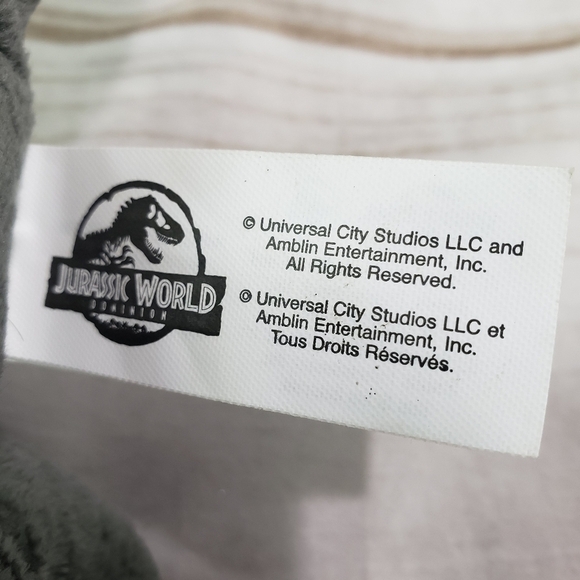 JURASSIC WORLD
DOMINION
© Universal City Studios LLC and
Amblin Entertainment, Inc.
All Rights Reserved.
© Universal City Studios LLC et
Amblin Entertainment, Inc.
Tous Droits Réservés.